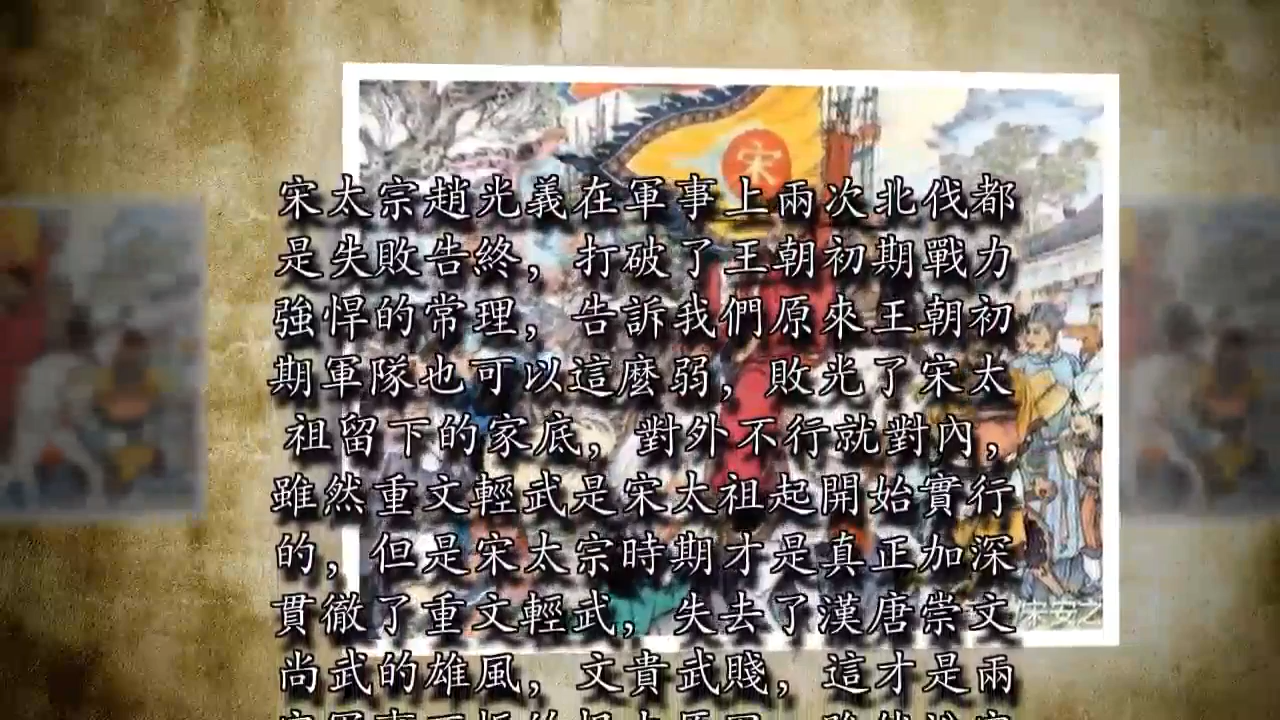 宋
宋太宗趙光義在軍事上兩次北伐都
是失敗告終，打破了王朝初期戰力
強悍的常理，告訴我們原來王朝初
期軍隊也可以這麼弱，敗光了宋太
祖留下的家底，對外不行就對內，
雖然重文輕武是宋太祖起開始實行
的，但是宋太宗時期才是真正加深
貫徹了重文輕武，失去了漢唐崇文
尚武的雄風，文貴武賤，這才是兩
宋安之